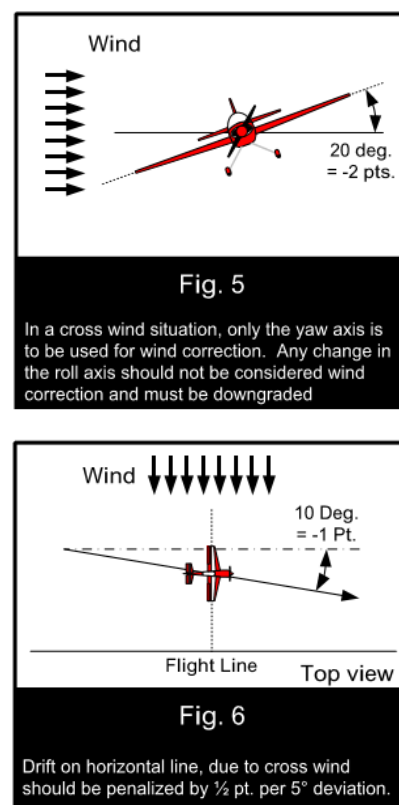 Wind
20 deg.
= -2 pts.
Fig. 5
In a cross wind situation, only the yaw axis is
to be used for wind correction. Any change in
the roll axis should not be considered wind
correction and must be downgraded
Wind
10 Deg.
= -1 Pt.
Flight Line
Top view
Fig. 6
Drift on horizontal line, due to cross wind
should be penalized by ½ pt. per 5° deviation.